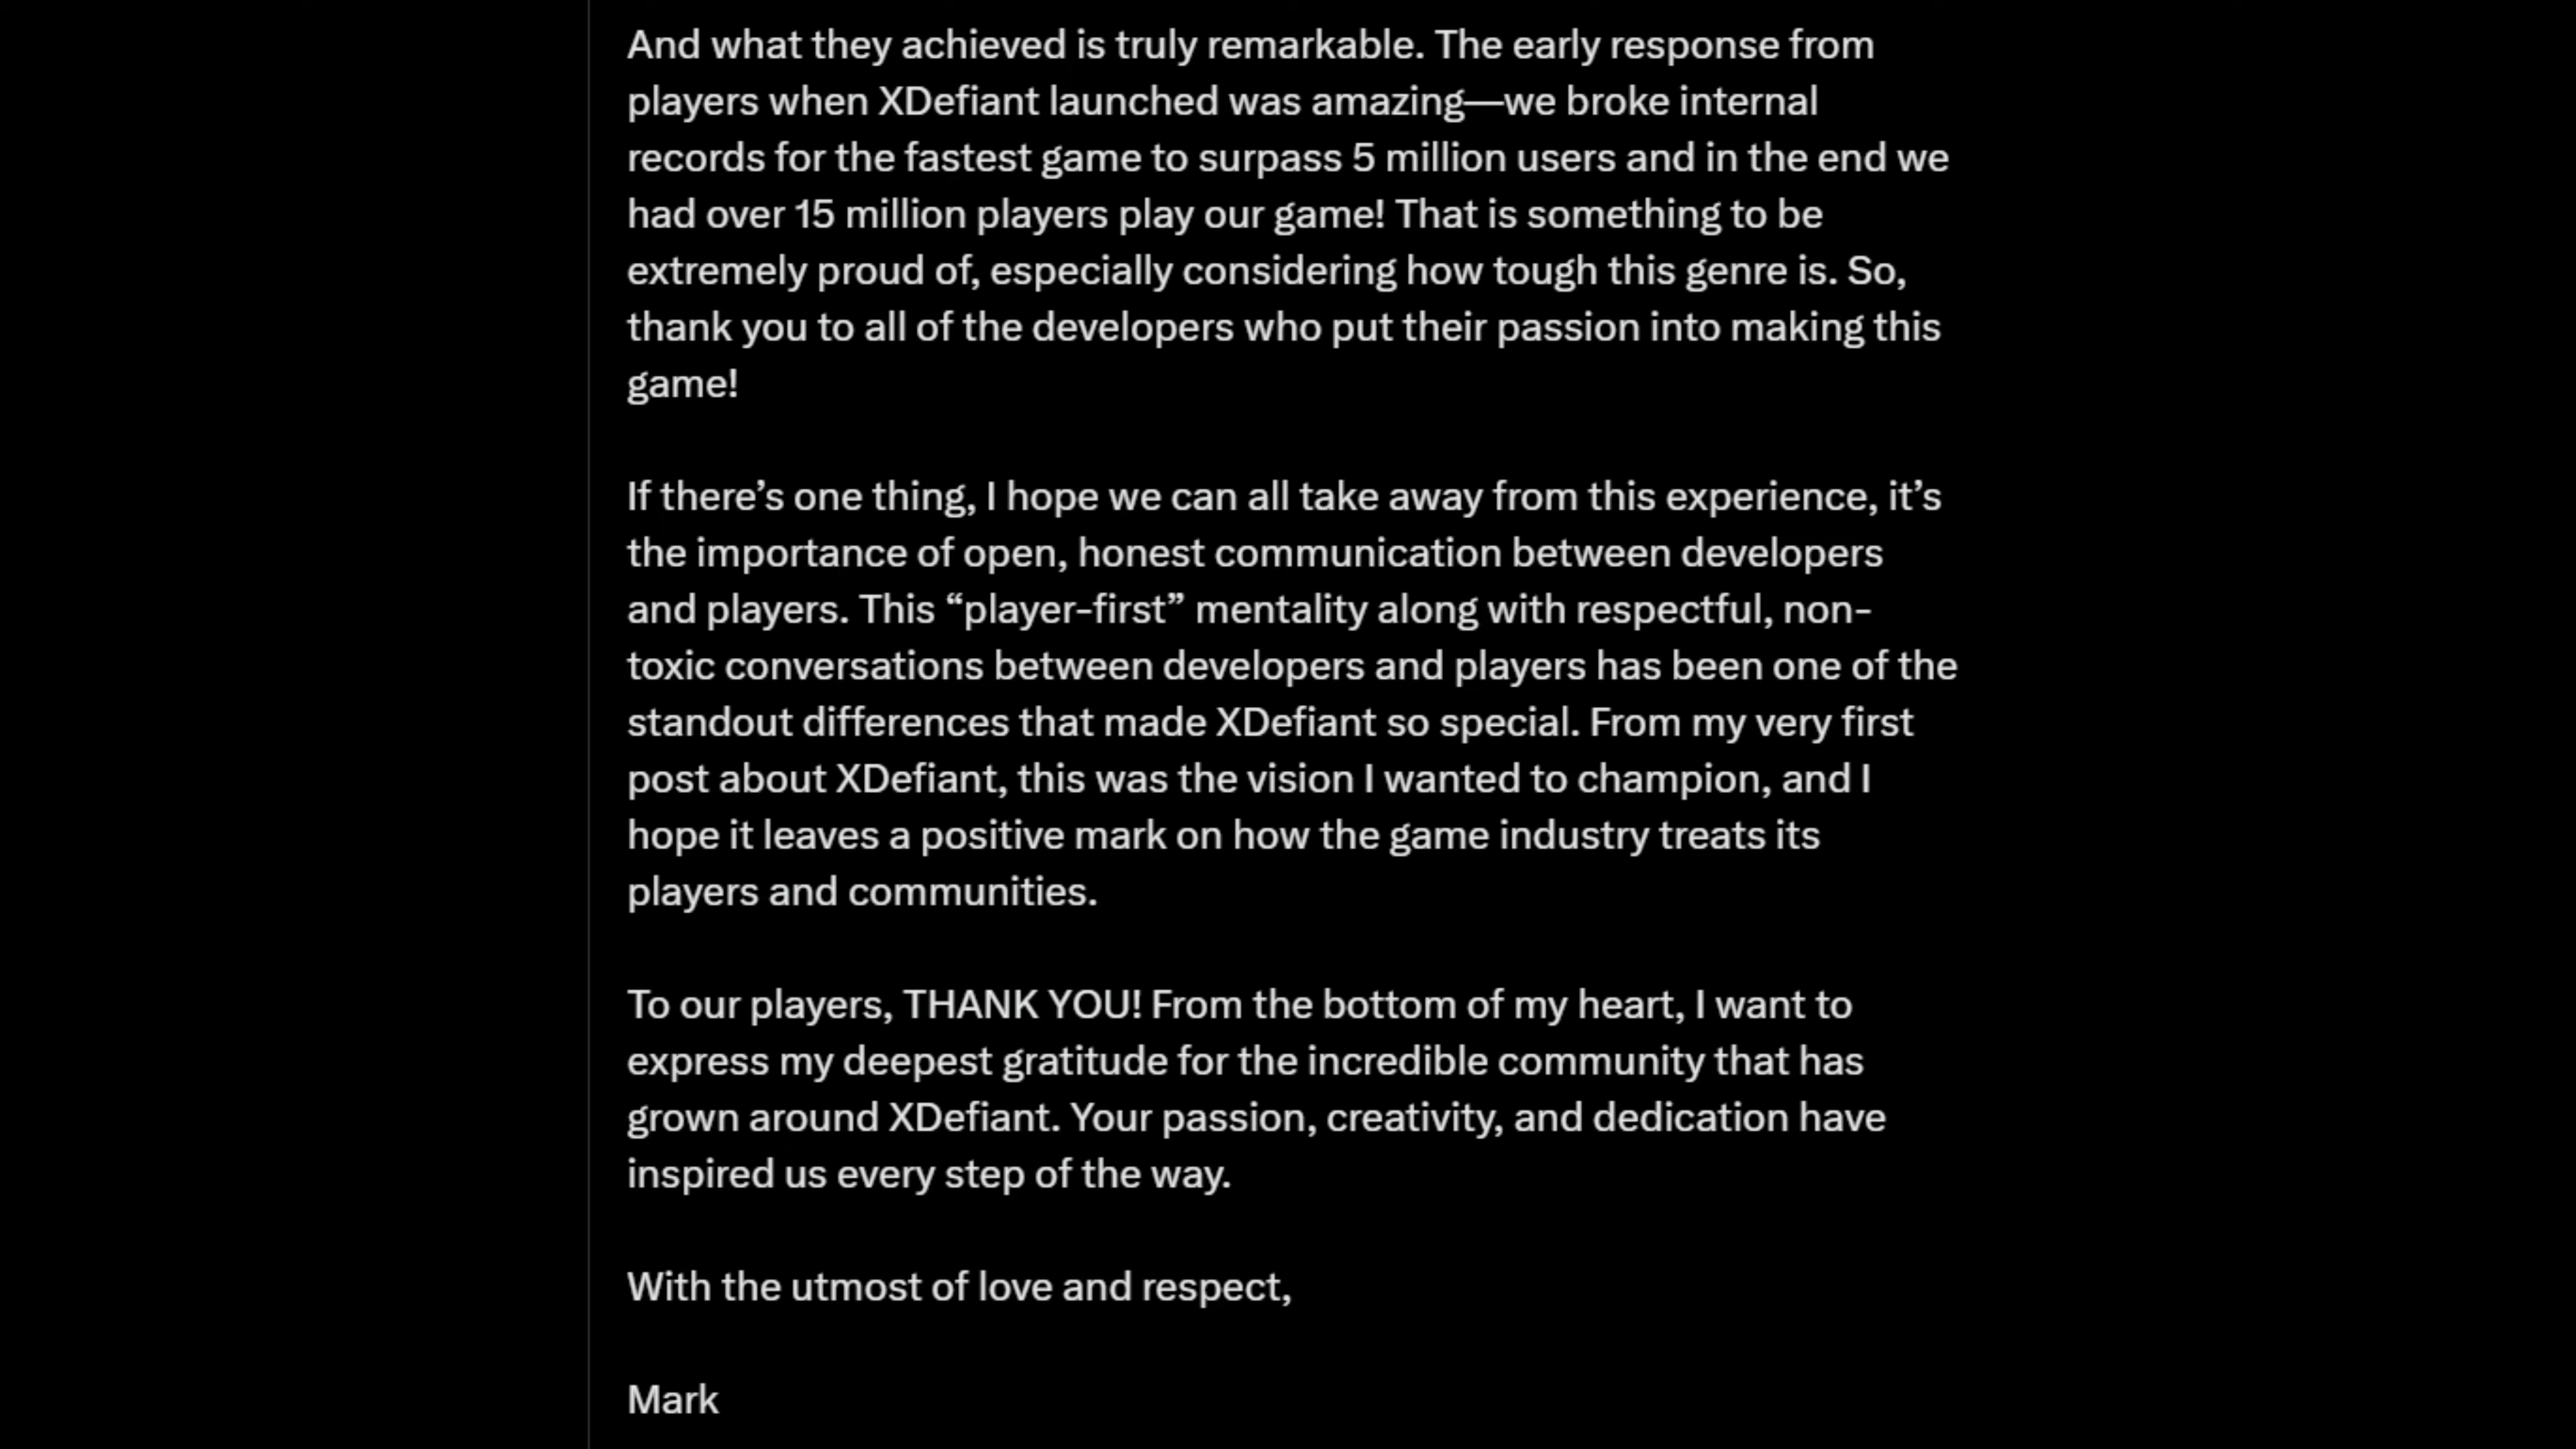 And what they achieved is truly remarkable. The early response from
players when XDefiant launched was amazing—we broke internal
records for the fastest game to surpass 5 million users and in the end we
had over 15 million players play our game! That is something to be
extremely proud of, especially considering how tough this genre is. So,
thank you to all of the developers who put their passion into making this
game!
If there’s one thing, I hope we can all take away from this experience, it’s
the importance of open, honest communication between developers
and players. This “player-first” mentality along with respectful, non-
toxic conversations between developers and players has been one of the
standout differences that made XDefiant so special. From my very first
post about XDefiant, this was the vision I wanted to champion, and I
hope it leaves a positive mark on how the game industry treats its
players and communities.
To our players, THANK YOU! From the bottom of my heart, I want to
express my deepest gratitude for the incredible community that has
grown around XDefiant. Your passion, creativity, and dedication have
inspired us every step of the way.
With the utmost of love and respect,
Mark